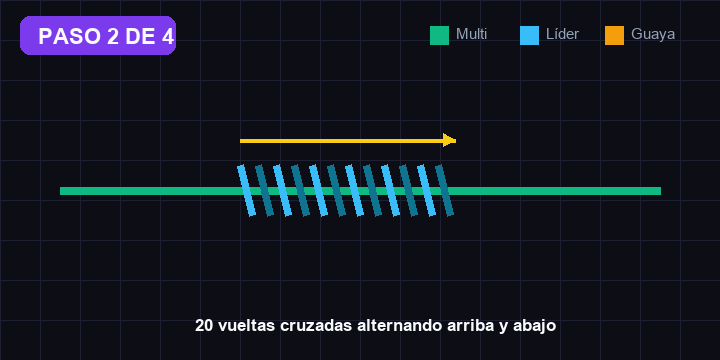 PASO 2 DE 4
Multi
Líder
Guaya
20 vueltas cruzadas alternando arriba y abajo